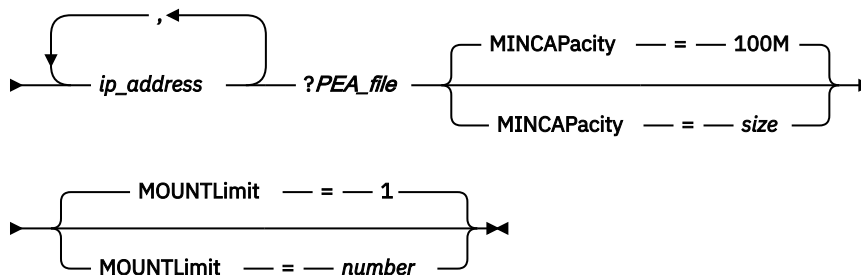 ,
MINCAPacity = 100M
ip_address ?PEA_file
MINCAPacity = size
MOUNTLimit = 1
MOUNTLimit = number